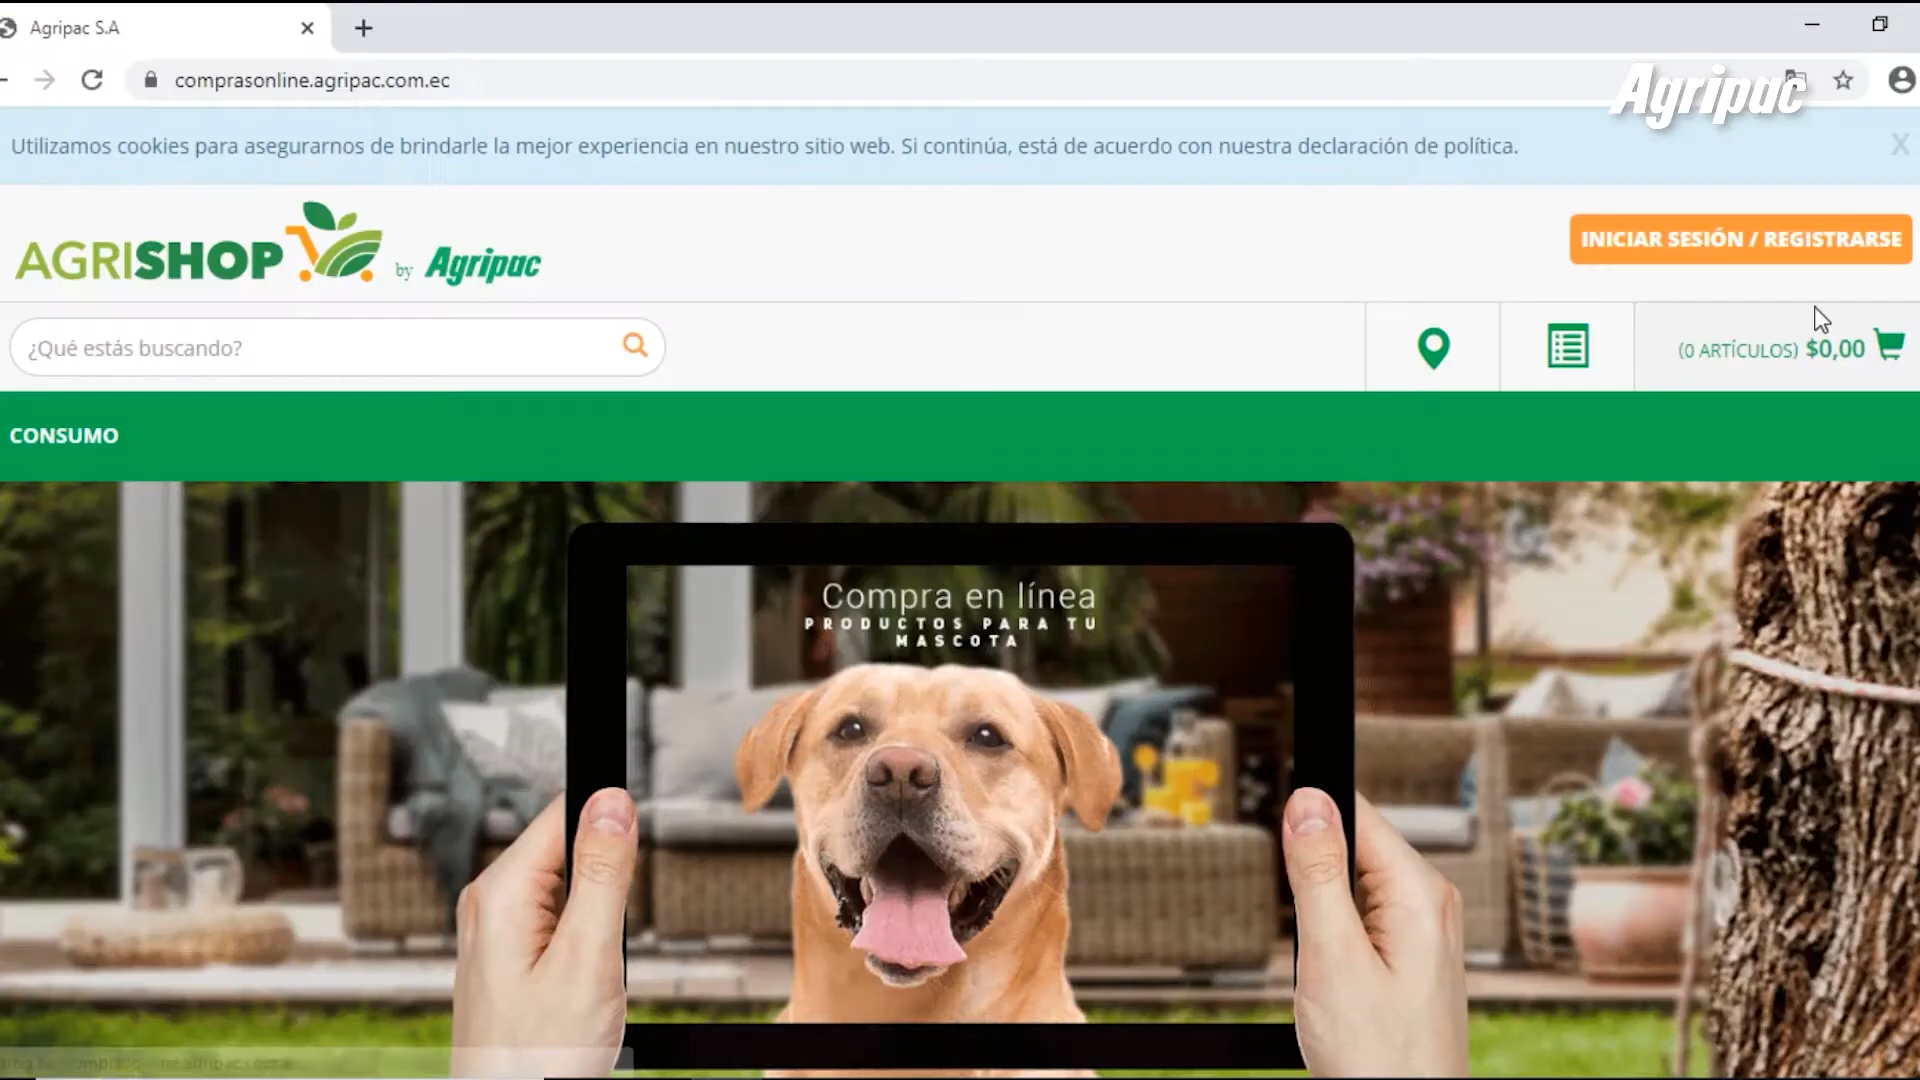 Agripac S.A
comprasonline.agripac.com.ec
Agripac
Utilizamos cookies para asegurarnos de brindarle la mejor experiencia en nuestro sitio web. Si continúa, está de acuerdo con nuestra declaración de política.
X
AGRISHOP by Agripac
INICIAR SESIÓN / REGISTRARSE
¿Qué estás buscando?
(0 ARTÍCULOS) $0,00
CONSUMO
Compra en línea
PRODUCTOS PARA TU
MASCOTA